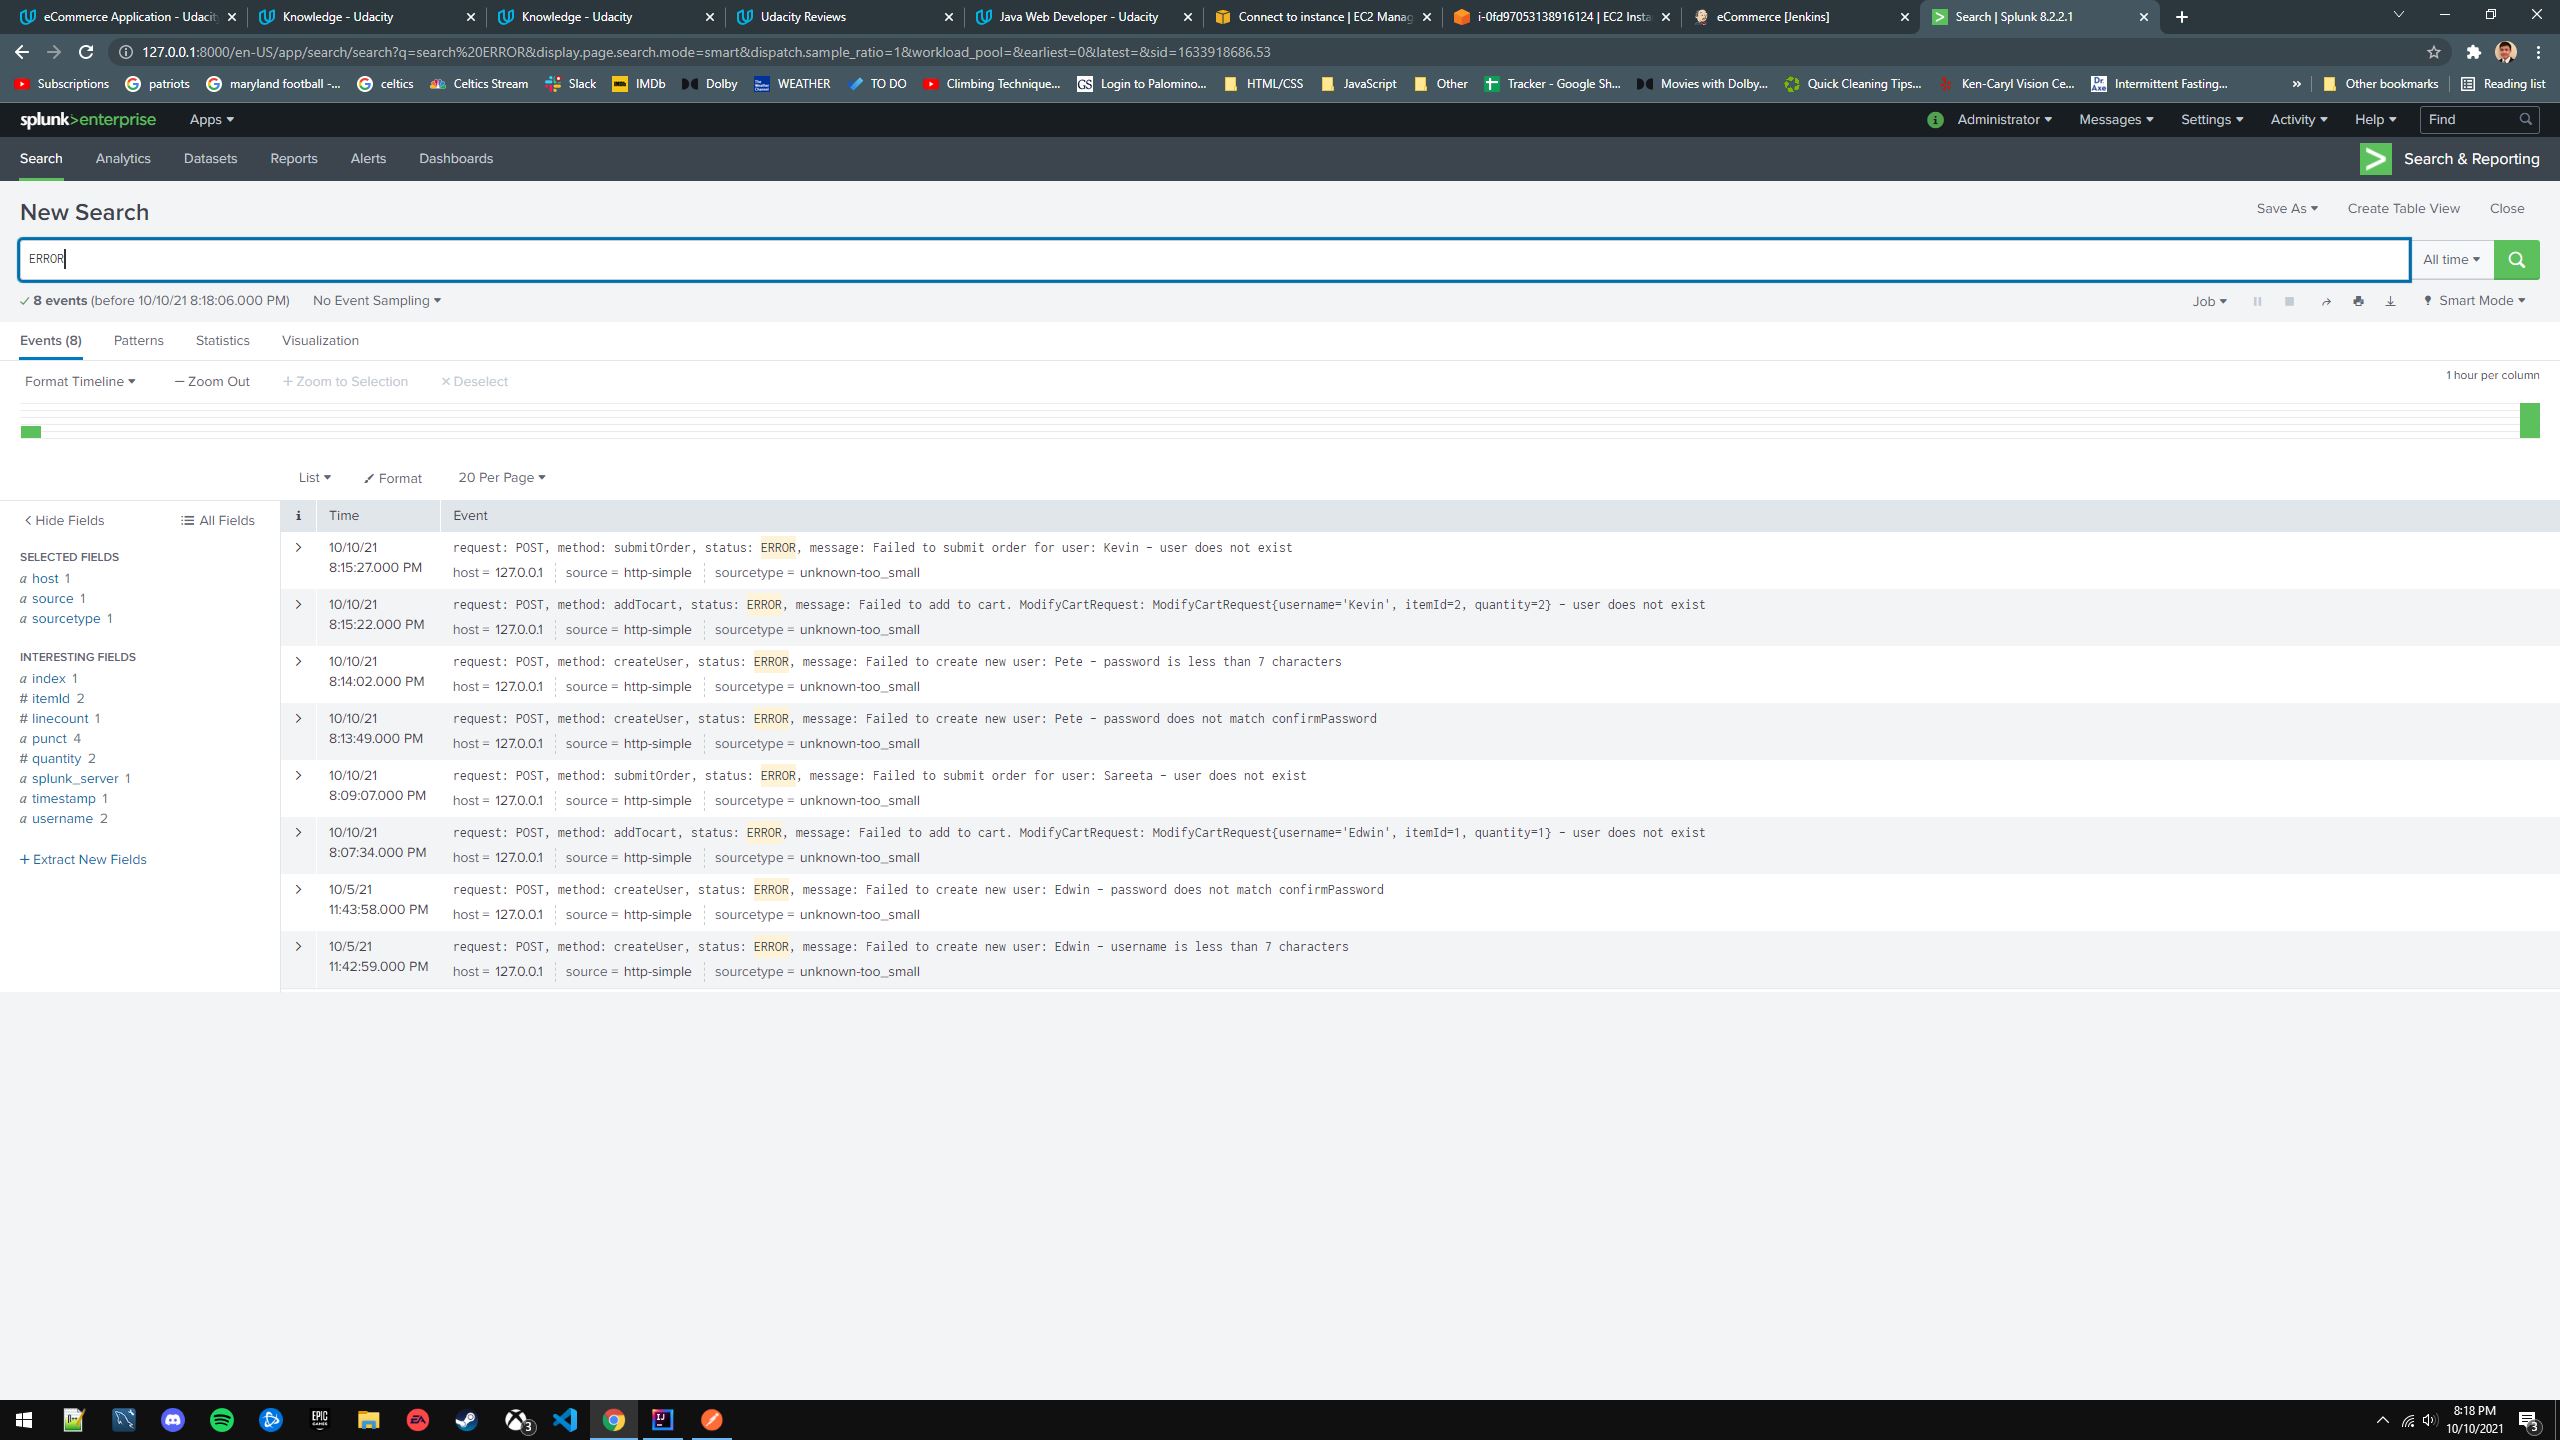 eCommerce Application - Udacity
Knowledge - Udacity
Knowledge - Udacity
Udacity Reviews
Java Web Developer - Udacity
Connect to instance | EC2 Manag
i-0fd97053138916124 | EC2 Insta
eCommerce [Jenkins]
Search | Splunk 8.2.2.1
127.0.0.1:8000/en-US/app/search/search?q=search%20ERROR&display.page.search.mode=smart&dispatch.sample_ratio=1&workload_pool=&earliest=0&latest=&sid=1633918686.53
Subscriptions patriots maryland football -... celtics Celtics Stream Slack IMDb Dolby WEATHER TO DO Climbing Technique... GS Login to Palomino... HTML/CSS JavaScript Other Tracker - Google Sh... Movies with Dolby... Quick Cleaning Tips... Ken-Caryl Vision Ce... Dr. Axe Intermittent Fasting... » Other bookmarks Reading list
splunk>enterprise Apps Administrator Messages Settings Activity Help Find
Search Analytics Datasets Reports Alerts Dashboards Search & Reporting
New Search Save As Create Table View Close
ERROR All time
8 events (before 10/10/21 8:18:06.000 PM) No Event Sampling Job Smart Mode
Events (8) Patterns Statistics Visualization
Format Timeline — Zoom Out + Zoom to Selection × Deselect 1 hour per column
List Format 20 Per Page
< Hide Fields All Fields
SELECTED FIELDS
a host 1
a source 1
a sourcetype 1
INTERESTING FIELDS
a index 1
# itemId 2
# linecount 1
a punct 4
# quantity 2
a splunk_server 1
a timestamp 1
a username 2
+ Extract New Fields
i Time Event
10/10/21 request: POST, method: submitOrder, status: ERROR, message: Failed to submit order for user: Kevin - user does not exist
8:15:27.000 PM host = 127.0.0.1 source = http-simple sourcetype = unknown-too_small
10/10/21 request: POST, method: addTocart, status: ERROR, message: Failed to add to cart. ModifyCartRequest: ModifyCartRequest{username='Kevin', itemId=2, quantity=2} - user does not exist
8:15:22.000 PM host = 127.0.0.1 source = http-simple sourcetype = unknown-too_small
10/10/21 request: POST, method: createUser, status: ERROR, message: Failed to create new user: Pete - password is less than 7 characters
8:14:02.000 PM host = 127.0.0.1 source = http-simple sourcetype = unknown-too_small
10/10/21 request: POST, method: createUser, status: ERROR, message: Failed to create new user: Pete - password does not match confirmPassword
8:13:49.000 PM host = 127.0.0.1 source = http-simple sourcetype = unknown-too_small
10/10/21 request: POST, method: submitOrder, status: ERROR, message: Failed to submit order for user: Sareeta - user does not exist
8:09:07.000 PM host = 127.0.0.1 source = http-simple sourcetype = unknown-too_small
10/10/21 request: POST, method: addTocart, status: ERROR, message: Failed to add to cart. ModifyCartRequest: ModifyCartRequest{username='Edwin', itemId=1, quantity=1} - user does not exist
8:07:34.000 PM host = 127.0.0.1 source = http-simple sourcetype = unknown-too_small
10/5/21 request: POST, method: createUser, status: ERROR, message: Failed to create new user: Edwin - password does not match confirmPassword
11:43:58.000 PM host = 127.0.0.1 source = http-simple sourcetype = unknown-too_small
10/5/21 request: POST, method: createUser, status: ERROR, message: Failed to create new user: Edwin - username is less than 7 characters
11:42:59.000 PM host = 127.0.0.1 source = http-simple sourcetype = unknown-too_small
EPIC GAMES EA 3 IJ
8:18 PM
10/10/2021
3